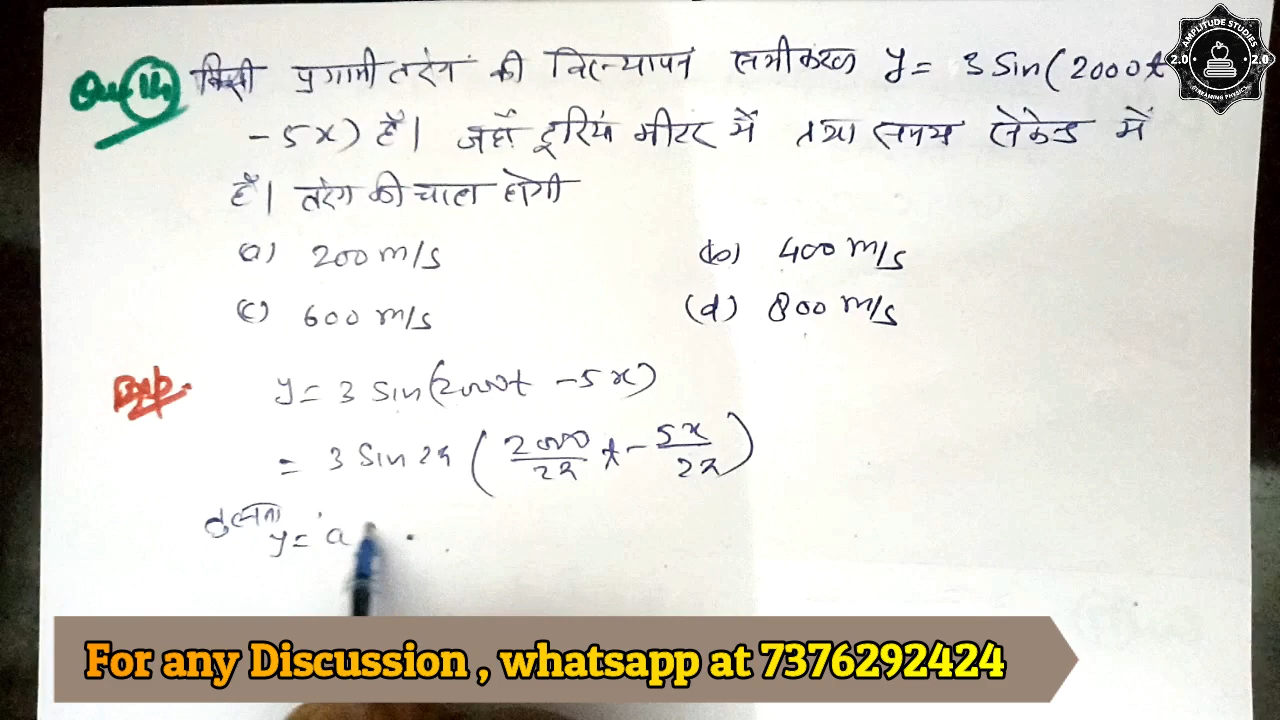 Que. 14. किसी प्रगामी तरंग की विस्थापन समीकरण y = 3 Sin(2000t
- 5x) है। जहाँ दूरियां मीटर में तथा समय सेकेंड में
है। तरंग की चाल होगी
(a) 200 m/s (b) 400 m/s
(c) 600 m/s (d) 800 m/s
Exp. y = 3 Sin(2000t - 5x)
= 3 Sin 2π ( 2000/2π t - 5x/2π )
तुलना
y = a
For any Discussion , whatsapp at 7376292424
AMPLITUDE STUDIES
2.0 2.0